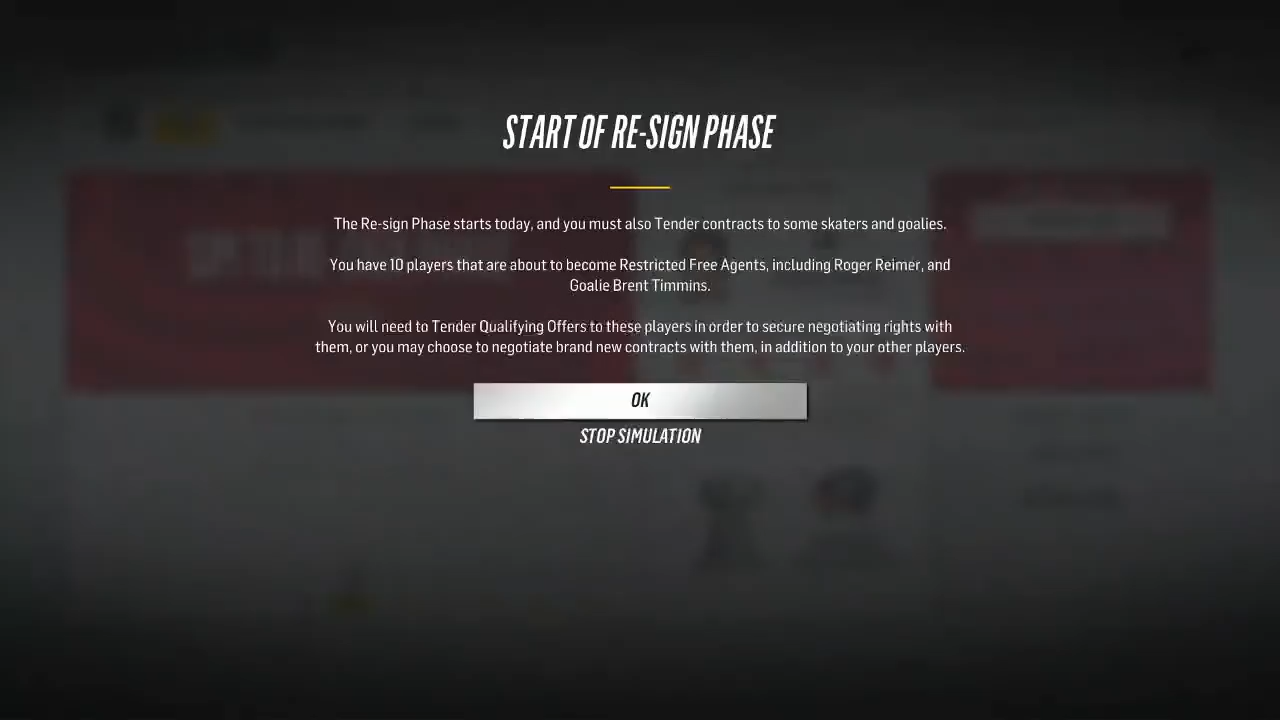 START OF RE-SIGN PHASE
The Re-sign Phase starts today, and you must also Tender contracts to some skaters and goalies.
You have 10 players that are about to become Restricted Free Agents, including Roger Reimer, and
Goalie Brent Timmins.
You will need to Tender Qualifying Offers to these players in order to secure negotiating rights with
them, or you may choose to negotiate brand new contracts with them, in addition to your other players.
OK
STOP SIMULATION